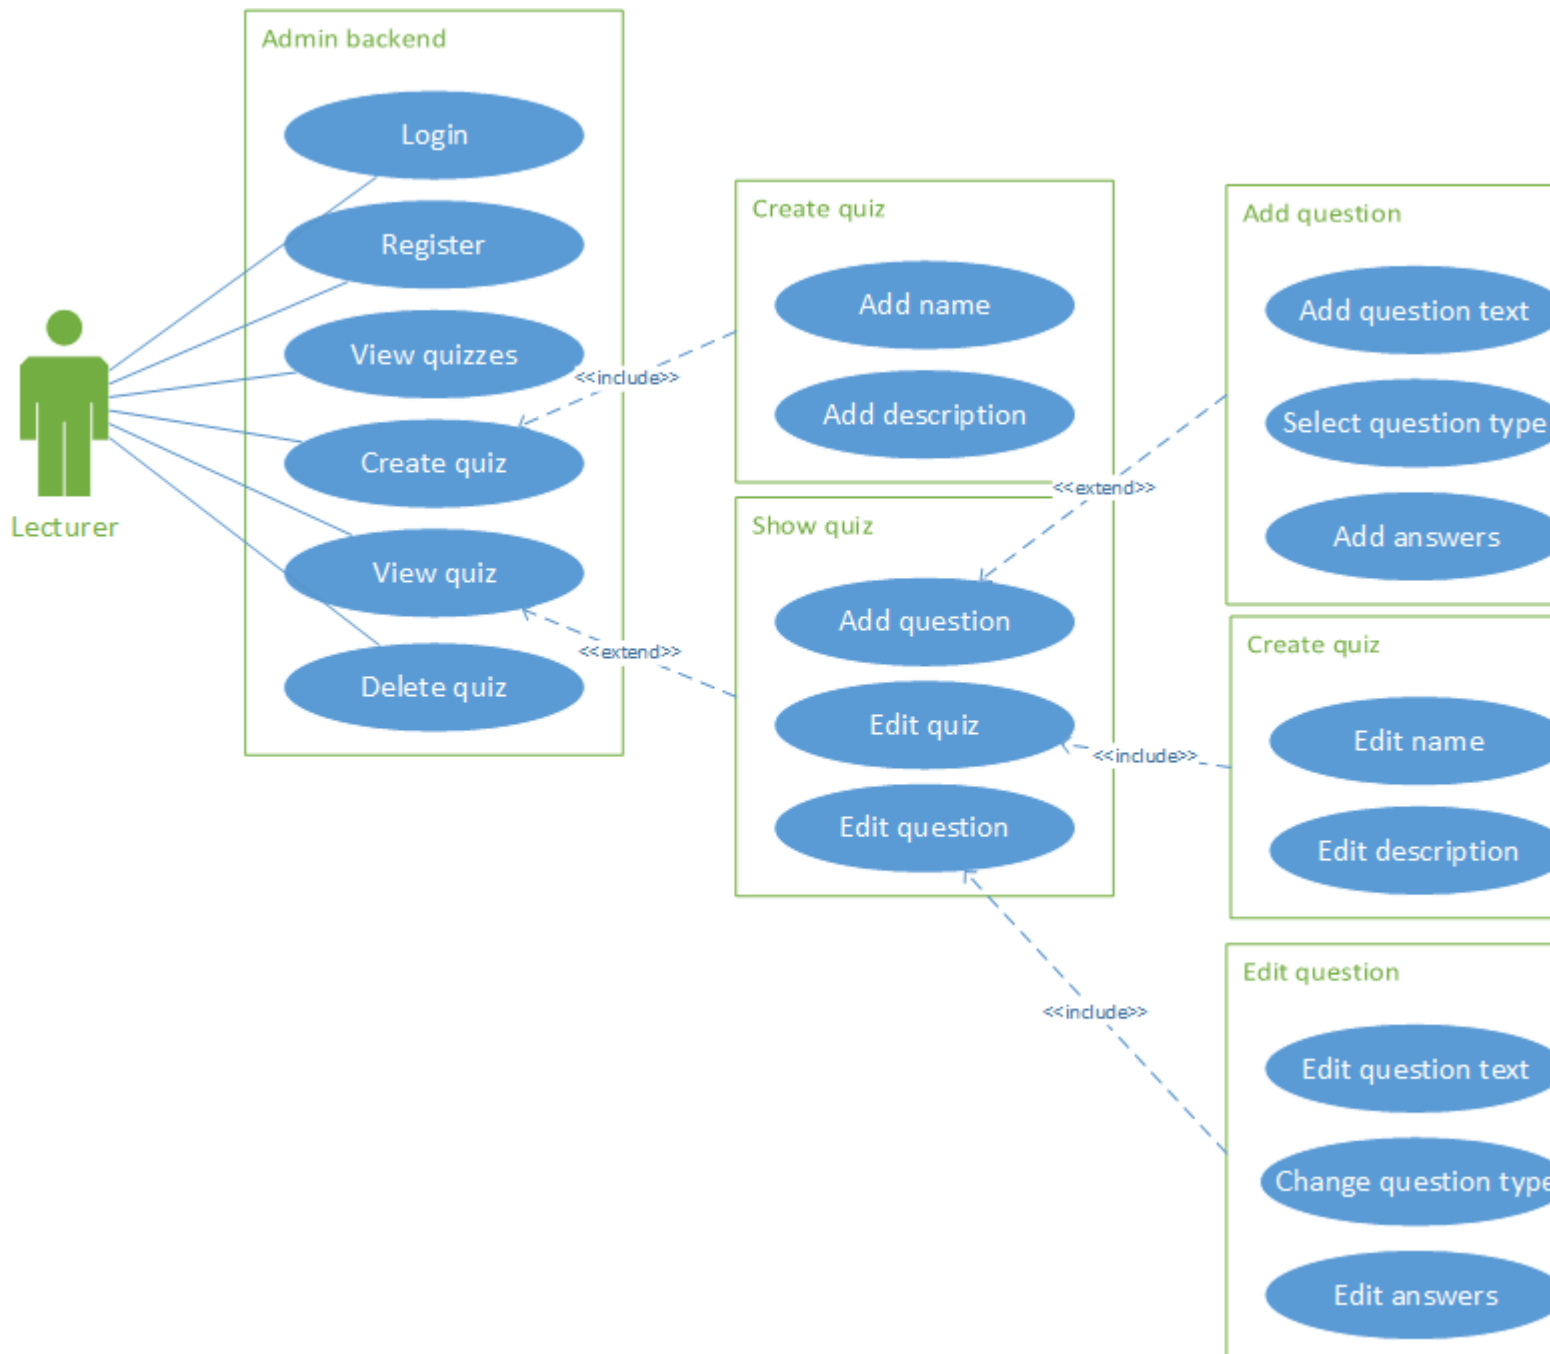 Admin backend
Login
Register
View quizzes
Create quiz
View quiz
Delete quiz
Lecturer
<<include>>
<<extend>>
Create quiz
Add name
Add description
Show quiz
Add question
Edit quiz
Edit question
<<extend>>
<<include>>
<<include>>
Add question
Add question text
Select question type
Add answers
Create quiz
Edit name
Edit description
Edit question
Edit question text
Change question type
Edit answers